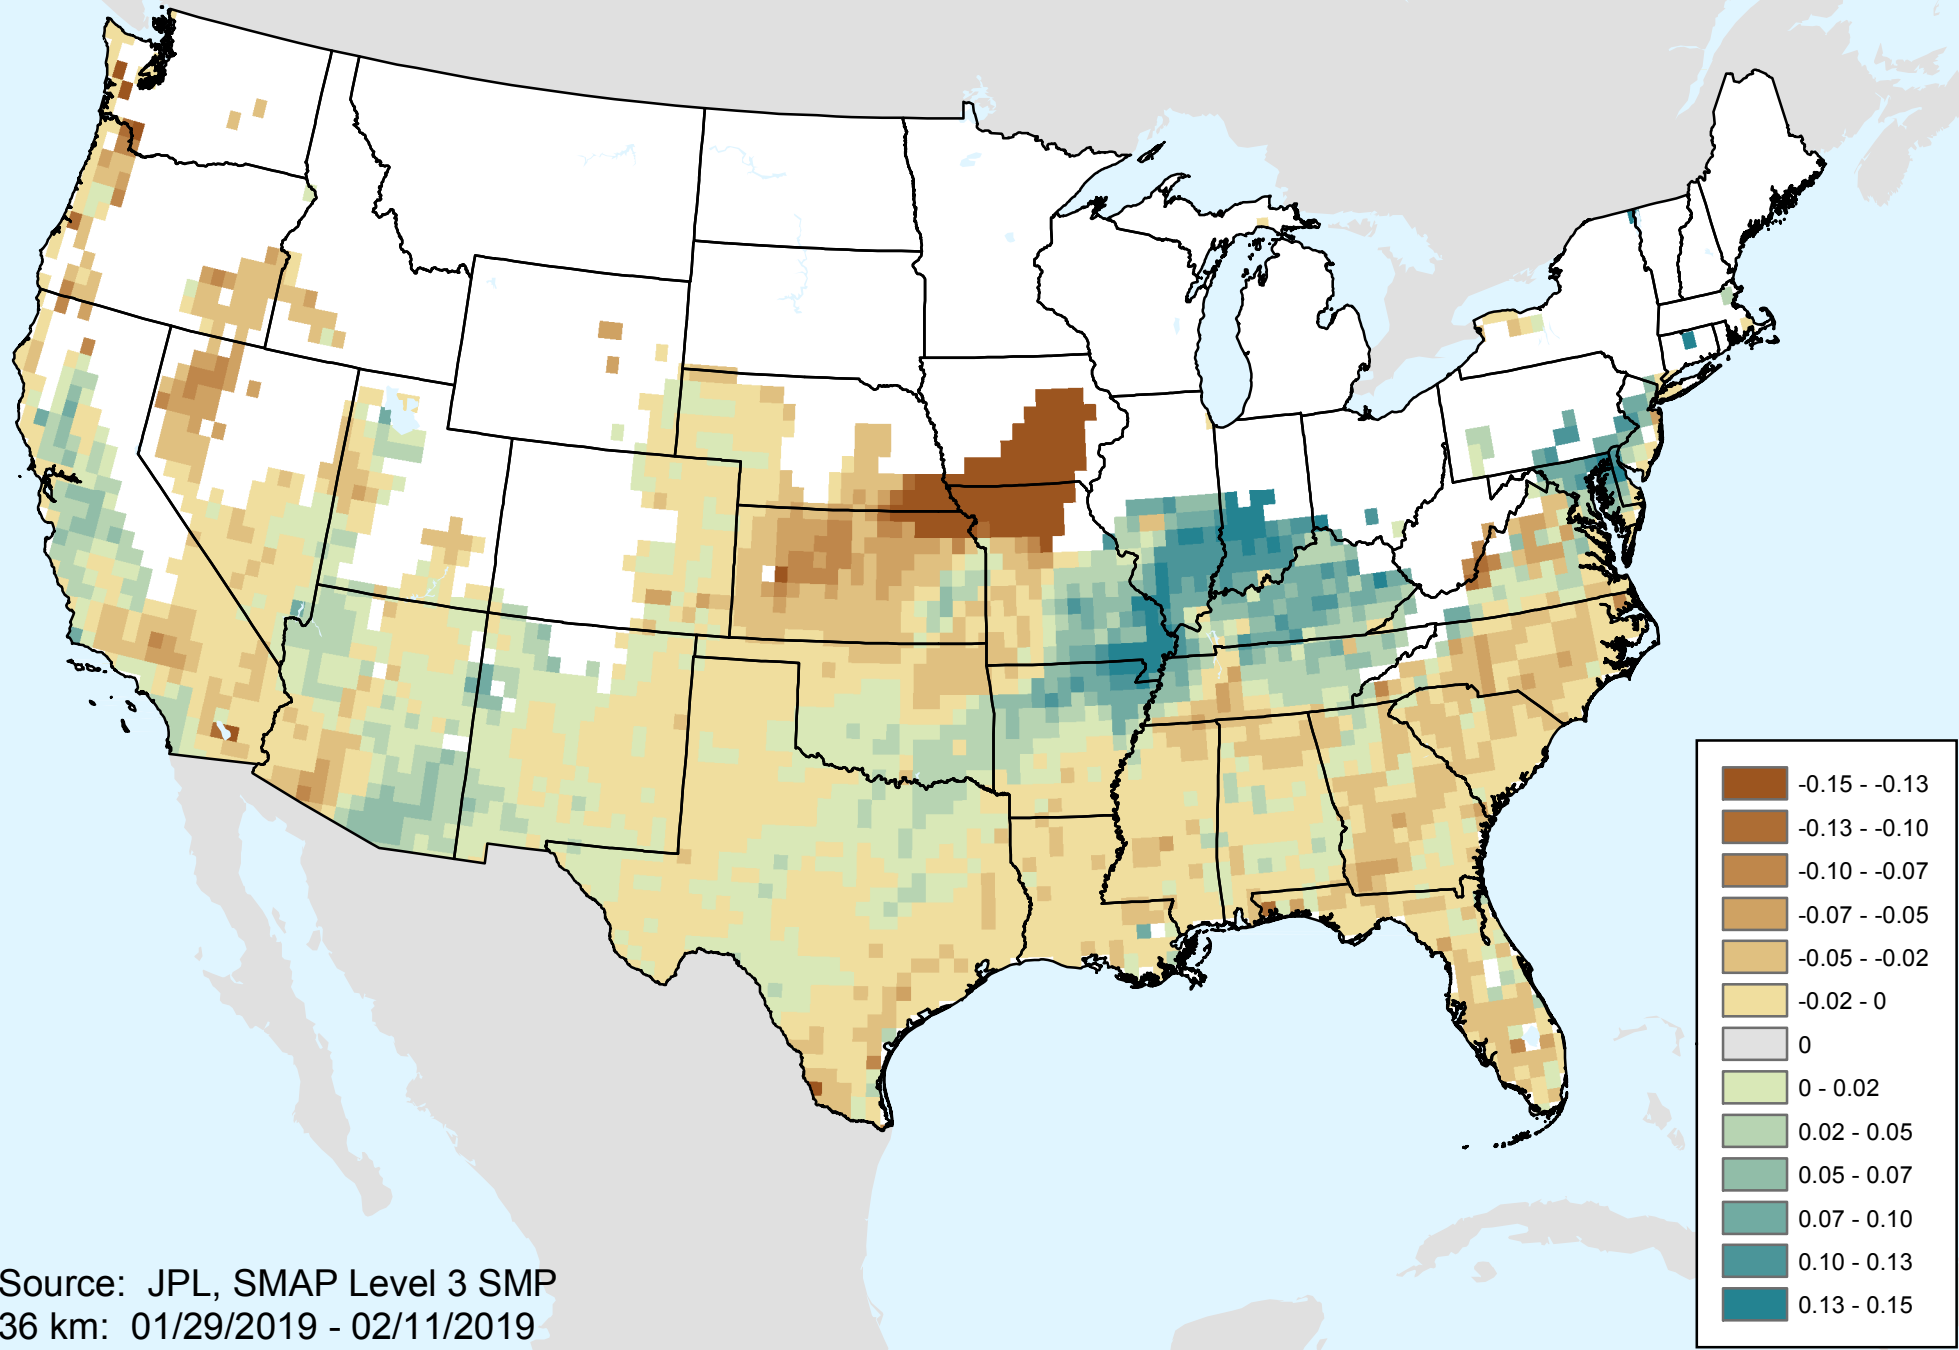 -0.15 - -0.13
-0.13 - -0.10
-0.10 - -0.07
-0.07 - -0.05
-0.05 - -0.02
-0.02 - 0
0
0 - 0.02
0.02 - 0.05
0.05 - 0.07
0.07 - 0.10
0.10 - 0.13
0.13 - 0.15
Source: JPL, SMAP Level 3 SMP
36 km: 01/29/2019 - 02/11/2019